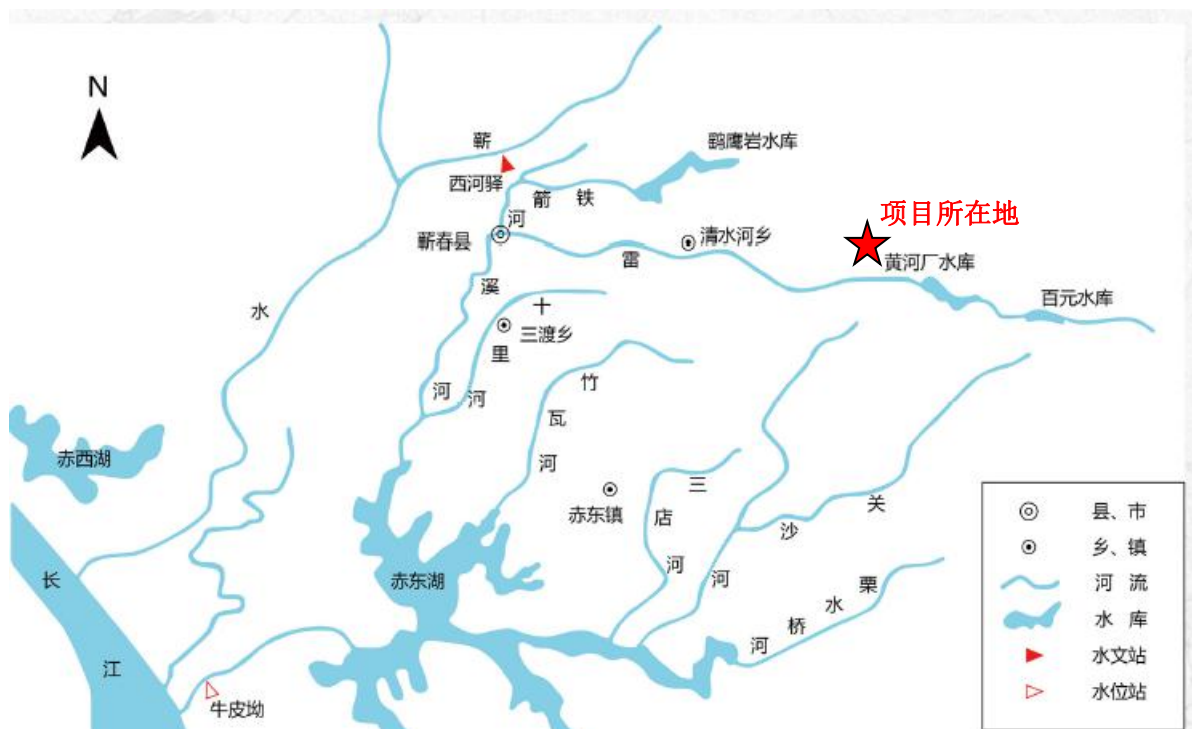 N
蕲
鹞鹰岩水库
西河驿
箭铁
河
项目所在地
蕲春县
清水河乡
雷
黄河厂水库
溪
百元水库
水
十
三渡乡
里
河
河
竹
瓦
河
赤西湖
三
店
河
赤东镇
关
沙
河
长
江
赤东湖
栗
水
桥
河
牛皮坳
县、市
乡、镇
河 流
水 库
水文站
水位站